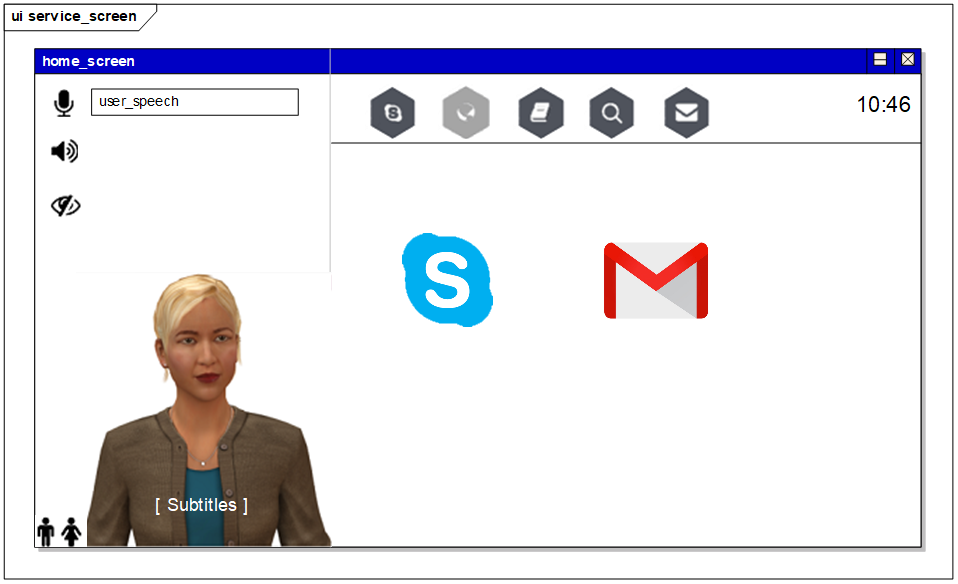 ui service_screen
home_screen
user_speech
10:46
S
[ Subtitles ]